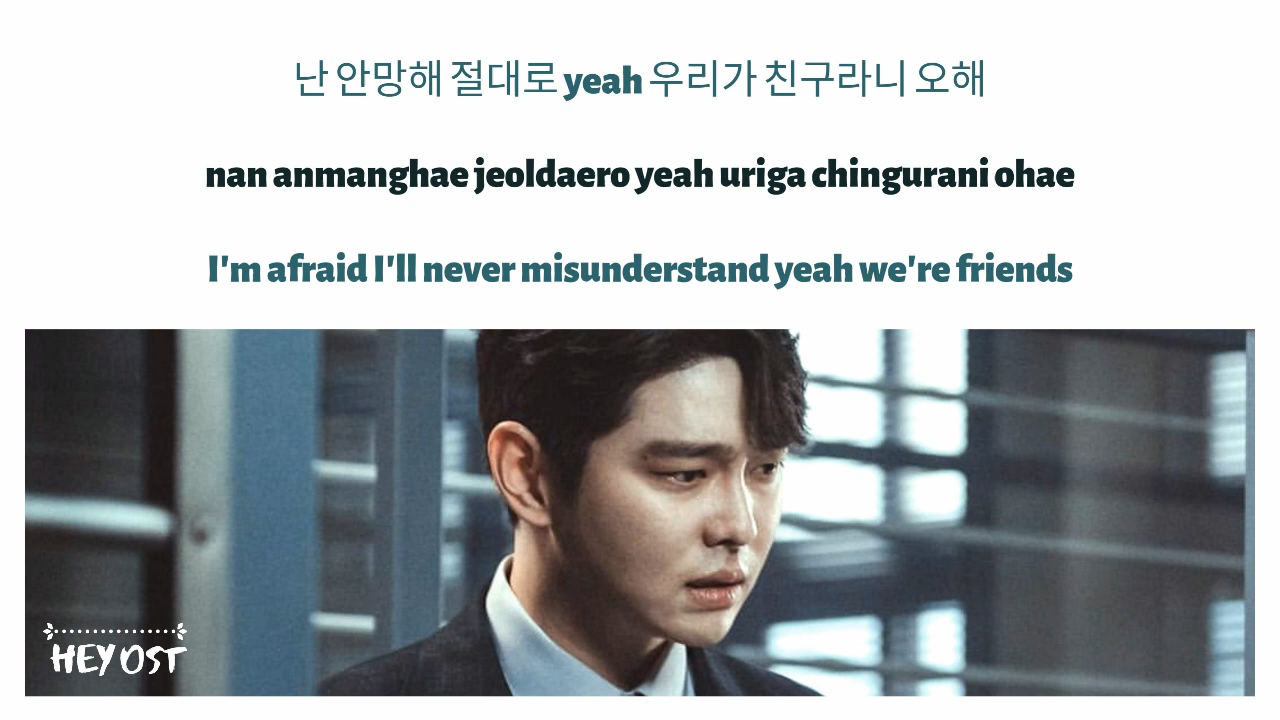 난 안망해 절대로 yeah 우리가 친구라니 오해
nan anmanghae jeoldaero yeah uriga chingurani ohae
I'm afraid I'll never misunderstand yeah we're friends
HEY OST